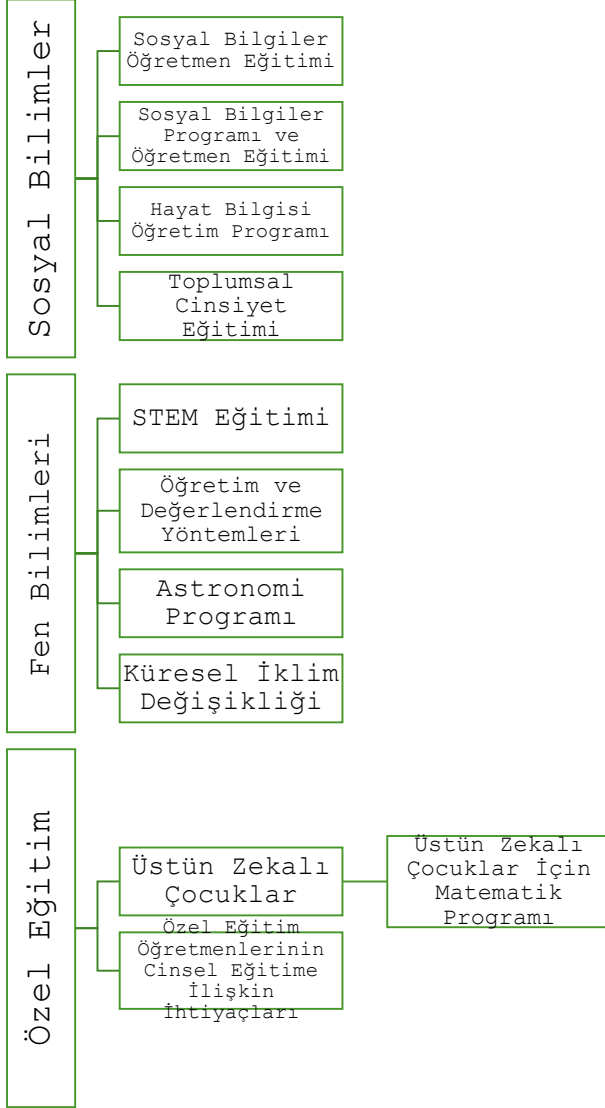 Sosyal Bilimler
Sosyal Bilgiler
Öğretmen Eğitimi
Sosyal Bilgiler
Programı ve
Öğretmen Eğitimi
Hayat Bilgisi
Öğretim Programı
Toplumsal
Cinsiyet
Eğitimi
Fen Bilimleri
STEM Eğitimi
Öğretim ve
Değerlendirme
Yöntemleri
Astronomi
Programı
Küresel İklim
Değişikliği
Özel Eğitim
Üstün Zekalı
Çocuklar
Üstün Zekalı
Çocuklar İçin
Matematik
Programı
Özel Eğitim
Öğretmenlerinin
Cinsel Eğitime
İlişkin
İhtiyaçları